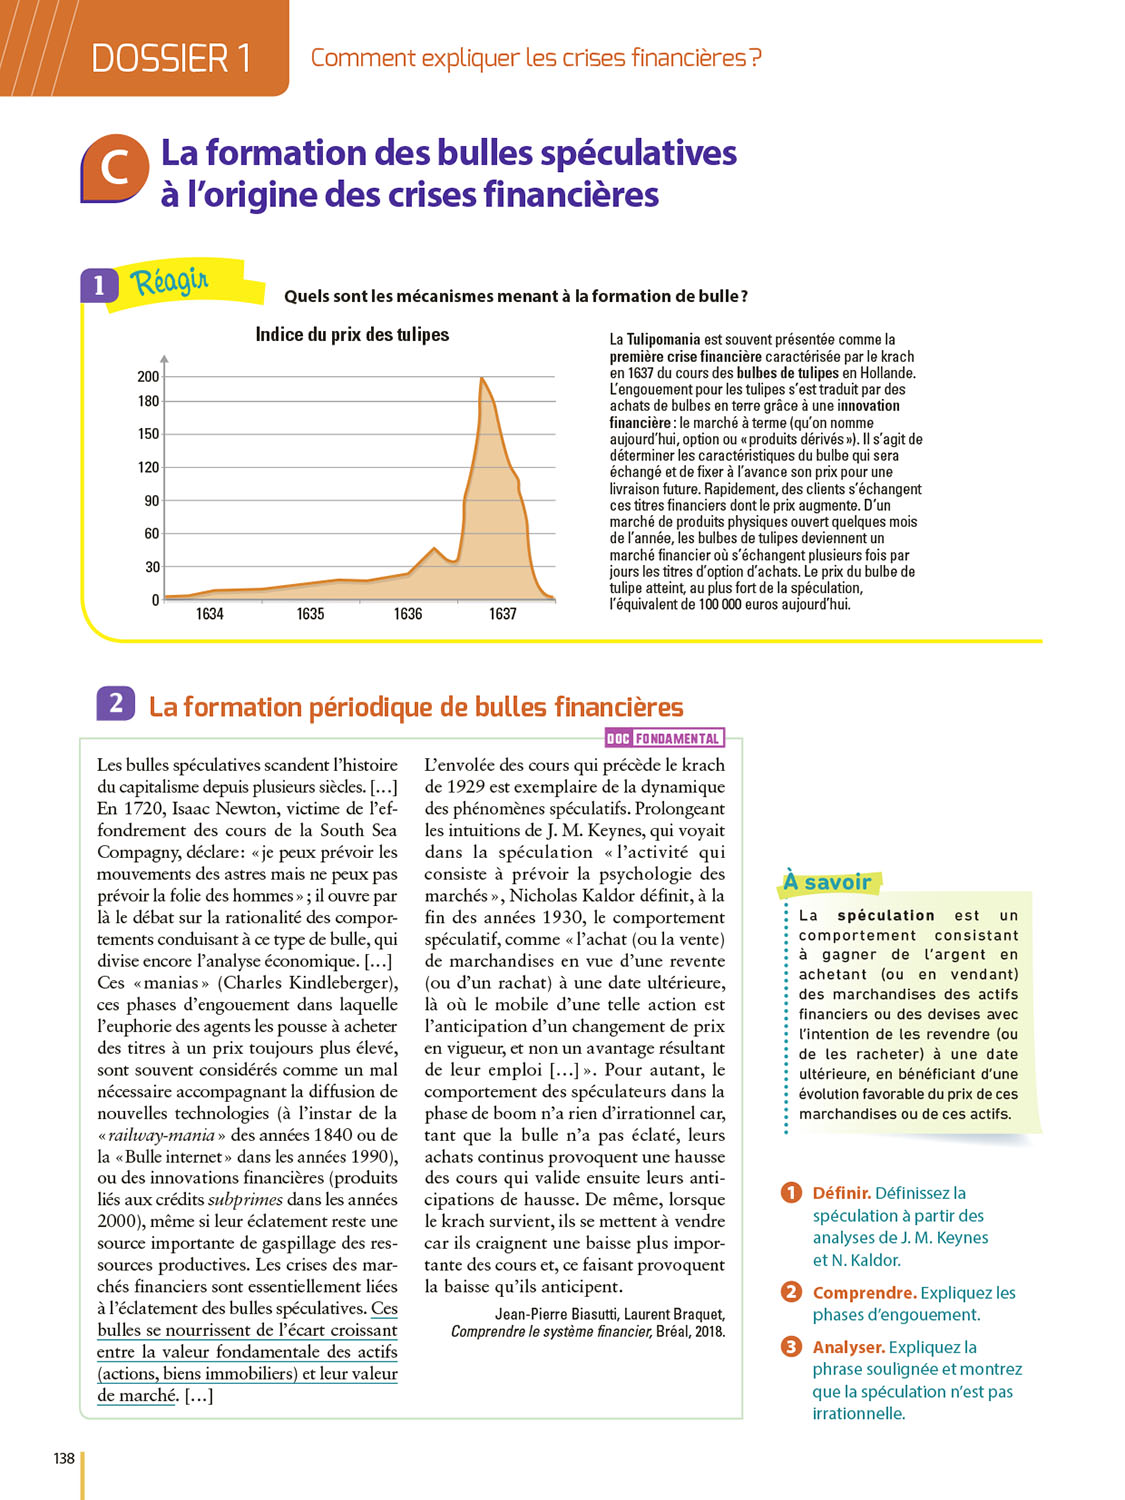 DOSSIER 1
Comment expliquer les crises financières ?
C
La formation des bulles spéculatives
à l’origine des crises financières
1
Réagir
Quels sont les mécanismes menant à la formation de bulle ?
Indice du prix des tulipes
200
180
150
120
90
60
30
0
1634
1635
1636
1637
La Tulipomania est souvent présentée comme la
première crise financière caractérisée par le krach
en 1637 du cours des bulbes de tulipes en Hollande.
L’engouement pour les tulipes s’est traduit par des
achats de bulbes en terre grâce à une innovation
financière : le marché à terme (qu’on nomme
aujourd’hui, option ou « produits dérivés »). Il s’agit de
déterminer les caractéristiques du bulbe qui sera
échangé et de fixer à l’avance son prix pour une
livraison future. Rapidement, des clients s’échangent
ces titres financiers dont le prix augmente. D’un
marché de produits physiques ouvert quelques mois
de l’année, les bulbes de tulipes deviennent un
marché financier où s’échangent plusieurs fois par
jours les titres d’option d’achats. Le prix du bulbe de
tulipe atteint, au plus fort de la spéculation,
l’équivalent de 100 000 euros aujourd’hui.
2
La formation périodique de bulles financières
DOC FONDAMENTAL
Les bulles spéculatives scandent l’histoire
du capitalisme depuis plusieurs siècles. […]
En 1720, Isaac Newton, victime de l’ef-
fondrement des cours de la South Sea
Compagny, déclare : « je peux prévoir les
mouvements des astres mais ne peux pas
prévoir la folie des hommes » ; il ouvre par
là le débat sur la rationalité des compor-
tements conduisant à ce type de bulle, qui
divise encore l’analyse économique. […]
Ces « manias » (Charles Kindleberger),
ces phases d’engouement dans laquelle
l’euphorie des agents les pousse à acheter
des titres à un prix toujours plus élevé,
sont souvent considérés comme un mal
nécessaire accompagnant la diffusion de
nouvelles technologies (à l’instar de la
« railway-mania » des années 1840 ou de
la « Bulle internet » dans les années 1990),
ou des innovations financières (produits
liés aux crédits subprimes dans les années
2000), même si leur éclatement reste une
source importante de gaspillage des res-
sources productives. Les crises des mar-
chés financiers sont essentiellement liées
à l’éclatement des bulles spéculatives. Ces
bulles se nourrissent de l’écart croissant
entre la valeur fondamentale des actifs
(actions, biens immobiliers) et leur valeur
de marché. […]
L’envolée des cours qui précède le krach
de 1929 est exemplaire de la dynamique
des phénomènes spéculatifs. Prolongeant
les intuitions de J. M. Keynes, qui voyait
dans la spéculation « l’activité qui
consiste à prévoir la psychologie des
marchés », Nicholas Kaldor définit, à la
fin des années 1930, le comportement
spéculatif, comme « l’achat (ou la vente)
de marchandises en vue d’une revente
(ou d’un rachat) à une date ultérieure,
là où le mobile d’une telle action est
l’anticipation d’un changement de prix
en vigueur, et non un avantage résultant
de leur emploi […] ». Pour autant, le
comportement des spéculateurs dans la
phase de boom n’a rien d’irrationnel car,
tant que la bulle n’a pas éclaté, leurs
achats continus provoquent une hausse
des cours qui valide ensuite leurs anti-
cipations de hausse. De même, lorsque
le krach survient, ils se mettent à vendre
car ils craignent une baisse plus impor-
tante des cours et, ce faisant provoquent
la baisse qu’ils anticipent.
Jean-Pierre Biasutti, Laurent Braquet,
Comprendre le système financier, Bréal, 2018.
À savoir
La spéculation est un
comportement consistant
à gagner de l’argent en
achetant (ou en vendant)
des marchandises des actifs
financiers ou des devises avec
l’intention de les revendre (ou
de les racheter) à une date
ultérieure, en bénéficiant d’une
évolution favorable du prix de ces
marchandises ou de ces actifs.
1 Définir. Définissez la
spéculation à partir des
analyses de J. M. Keynes
et N. Kaldor.
2 Comprendre. Expliquez les
phases d’engouement.
3 Analyser. Expliquez la
phrase soulignée et montrez
que la spéculation n’est pas
irrationnelle.
138